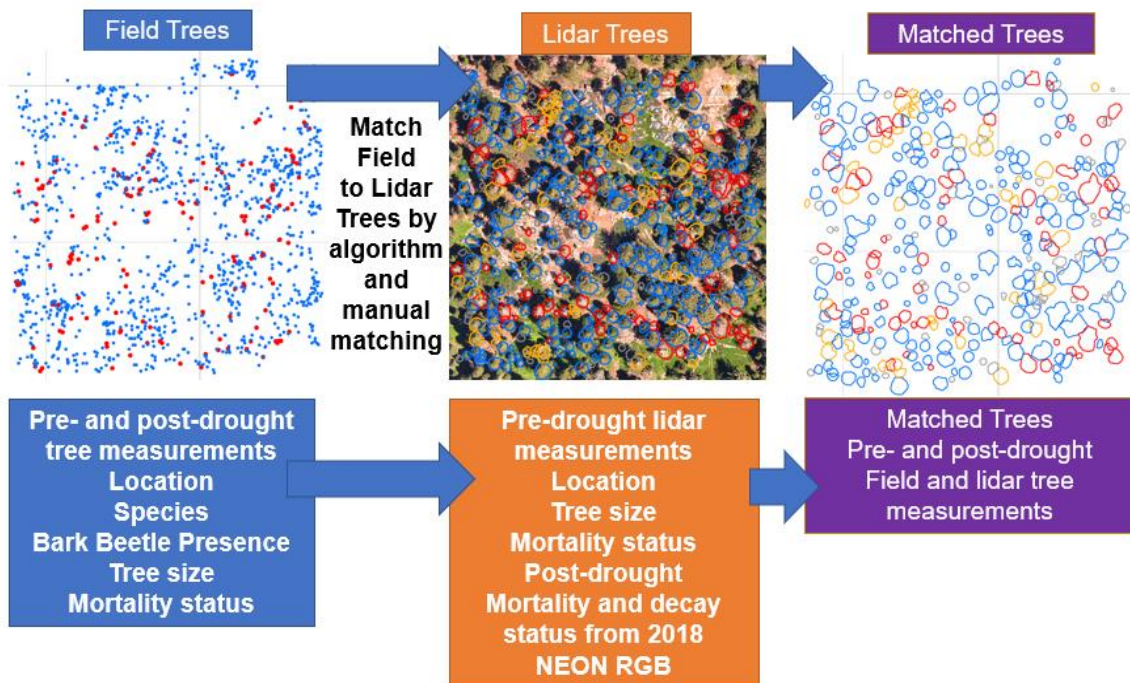 Field Trees
Lidar Trees
Matched Trees
Match
Field
to Lidar
Trees by
algorithm
and
manual
matching
Pre- and post-drought
tree measurements
Location
Species
Bark Beetle Presence
Tree size
Mortality status
Pre-drought lidar
measurements
Location
Tree size
Mortality status
Post-drought
Mortality and decay
status from 2018
NEON RGB
Matched Trees
Pre- and post-drought
Field and lidar tree
measurements